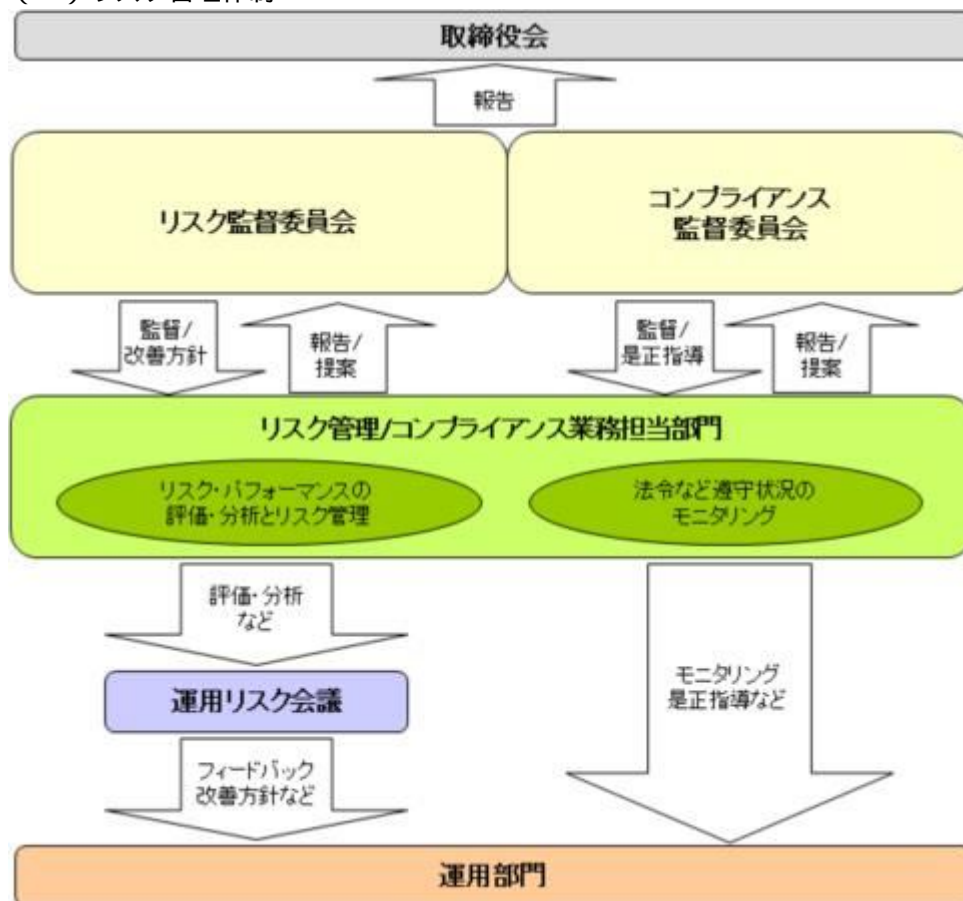 取締役会
報告
リスク監督委員会
コンプライアンス
監督委員会
監督/
改善方針
報告/
提案
監督/
是正指導
報告/
提案
リスク管理/コンプライアンス業務担当部門
リスク・パフォーマンスの
評価・分析とリスク管理
法令など遵守状況の
モニタリング
評価・分析
など
運用リスク会議
モニタリング
是正指導など
フィードバック
改善方針など
運用部門